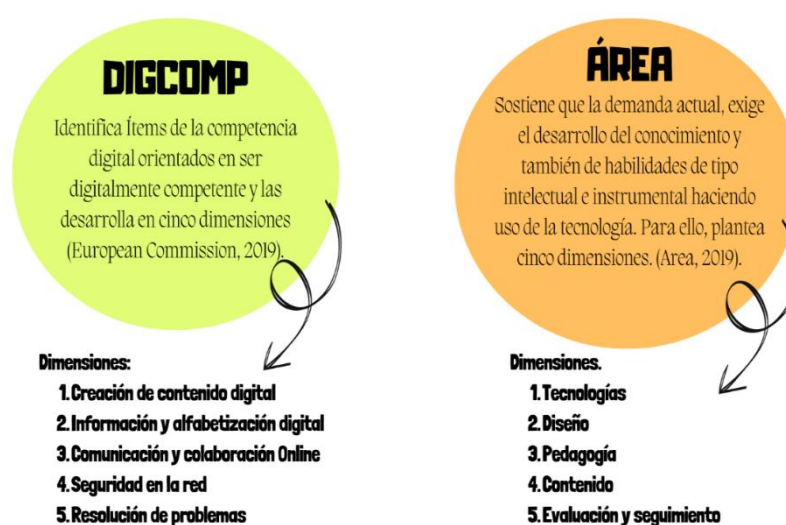 DIGCOMP
Identifica Ítems de la competencia
digital orientados en ser
digitalmente competente y las
desarrolla en cinco dimensiones
(European Commission, 2019).
Dimensiones:
1. Creación de contenido digital
2. Información y alfabetización digital
3. Comunicación y colaboración Online
4. Seguridad en la red
5. Resolución de problemas
ÁREA
Sostiene que la demanda actual, exige
el desarrollo del conocimiento y
también de habilidades de tipo
intelectual e instrumental haciendo
uso de la tecnología. Para ello, plantea
cinco dimensiones. (Area, 2019).
Dimensiones.
1. Tecnologías
2. Diseño
3. Pedagogía
4. Contenido
5. Evaluación y seguimiento